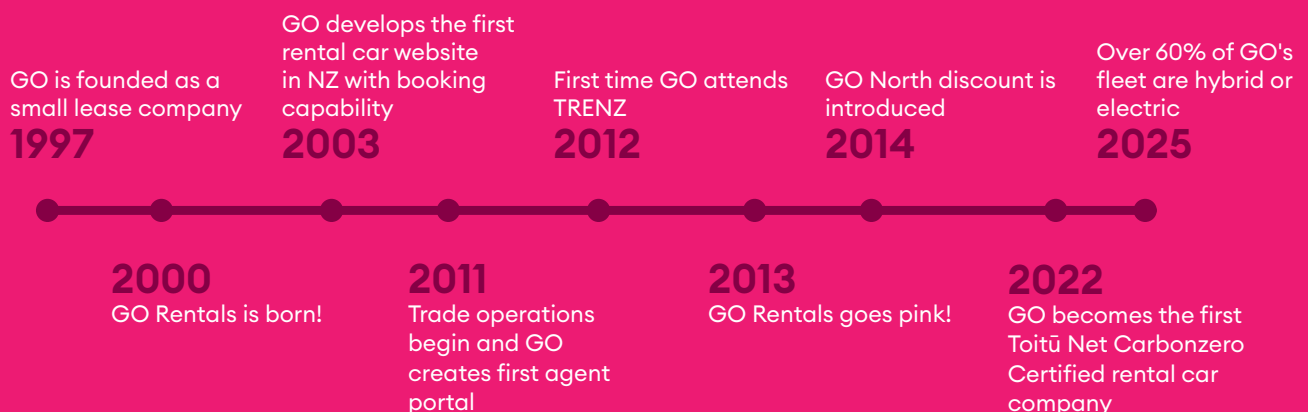 GO is founded as a
small lease company
1997
GO develops the first
rental car website
in NZ with booking
capability
2003
First time GO attends
TRENZ
2012
GO North discount is
introduced
2014
Over 60% of GO's
fleet are hybrid or
electric
2025
2000
GO Rentals is born!
2011
Trade operations
begin and GO
creates first agent
portal
2013
GO Rentals goes pink!
2022
GO becomes the first
Toitū Net Carbonzero
Certified rental car
company